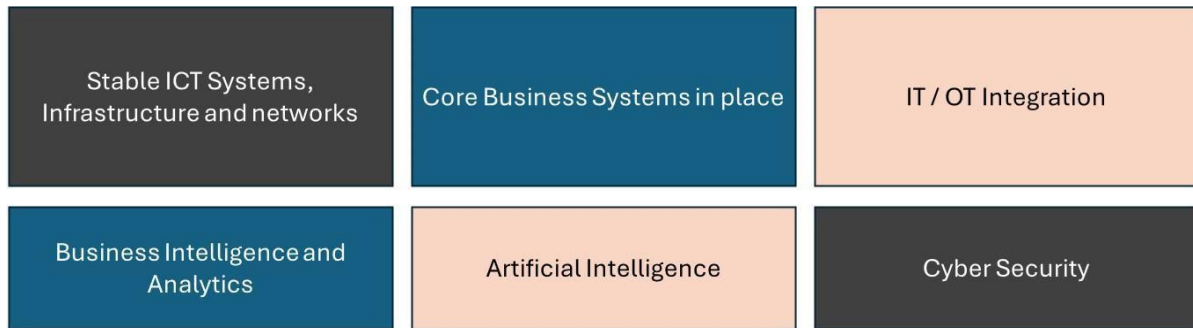 Stable ICT Systems,
Infrastructure and networks
Core Business Systems in place
IT / OT Integration
Business Intelligence and
Analytics
Artificial Intelligence
Cyber Security